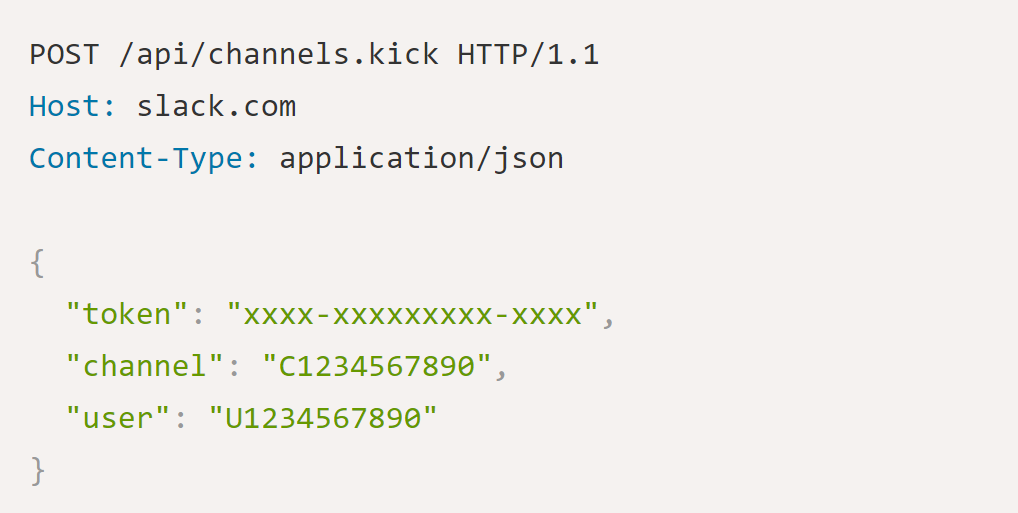 POST /api/channels.kick HTTP/1.1
Host: slack.com
Content-Type: application/json
{
"token": "xxxx-xxxxxxxxx-xxxx",
"channel": "C1234567890",
"user": "U1234567890"
}